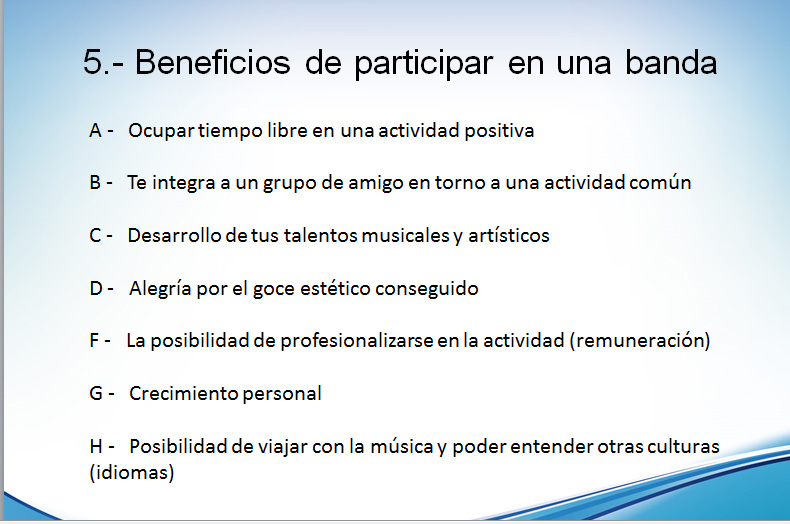 5.- Beneficios de participar en una banda
A - Ocupar tiempo libre en una actividad positiva
B - Te integra a un grupo de amigo en torno a una actividad común
C - Desarrollo de tus talentos musicales y artísticos
D - Alegría por el goce estético conseguido
F - La posibilidad de profesionalizarse en la actividad (remuneración)
G - Crecimiento personal
H - Posibilidad de viajar con la música y poder entender otras culturas
(idiomas)